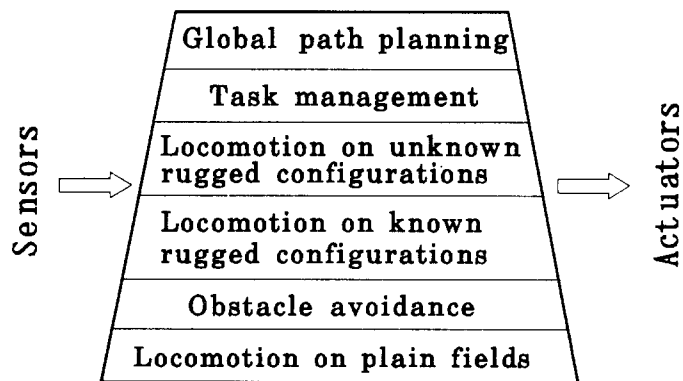 Global path planning
Task management
Locomotion on unknown
rugged configurations
Locomotion on known
rugged configurations
Obstacle avoidance
Locomotion on plain fields
Sensors
Actuators